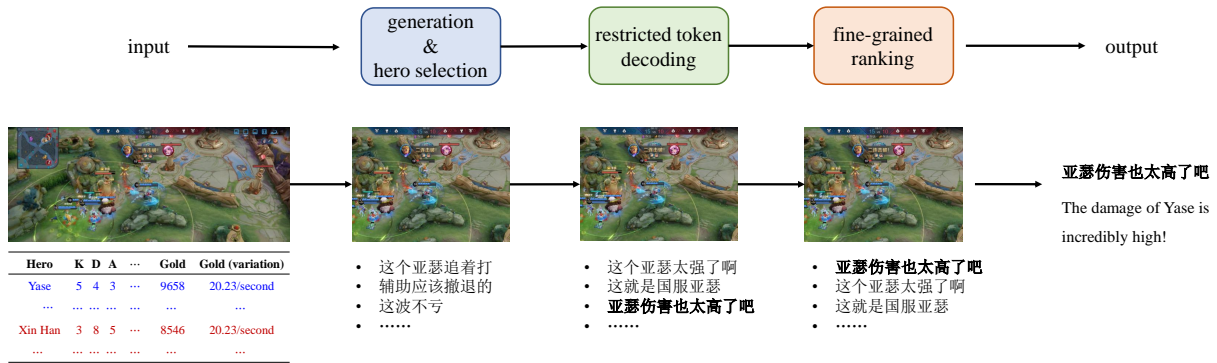 input
generation
&
hero selection
restricted token
decoding
fine-grained
ranking
output
Hero K D A ... Gold Gold (variation)
Yase 5 4 3 ... 9658 20.23/second
... ... ... ... ... ...
Xin Han 3 8 5 ... 8546 20.23/second
... ... ... ... ... ...
• 这个亚瑟追着打
• 辅助应该撤退的
• 这波不亏
• ......
• 这个亚瑟太强了啊
• 这就是国服亚瑟
• 亚瑟伤害也太高了吧
• ......
• 亚瑟伤害也太高了吧
• 这个亚瑟太强了啊
• 这就是国服亚瑟
• ......
亚瑟伤害也太高了吧
The damage of Yase is
incredibly high!